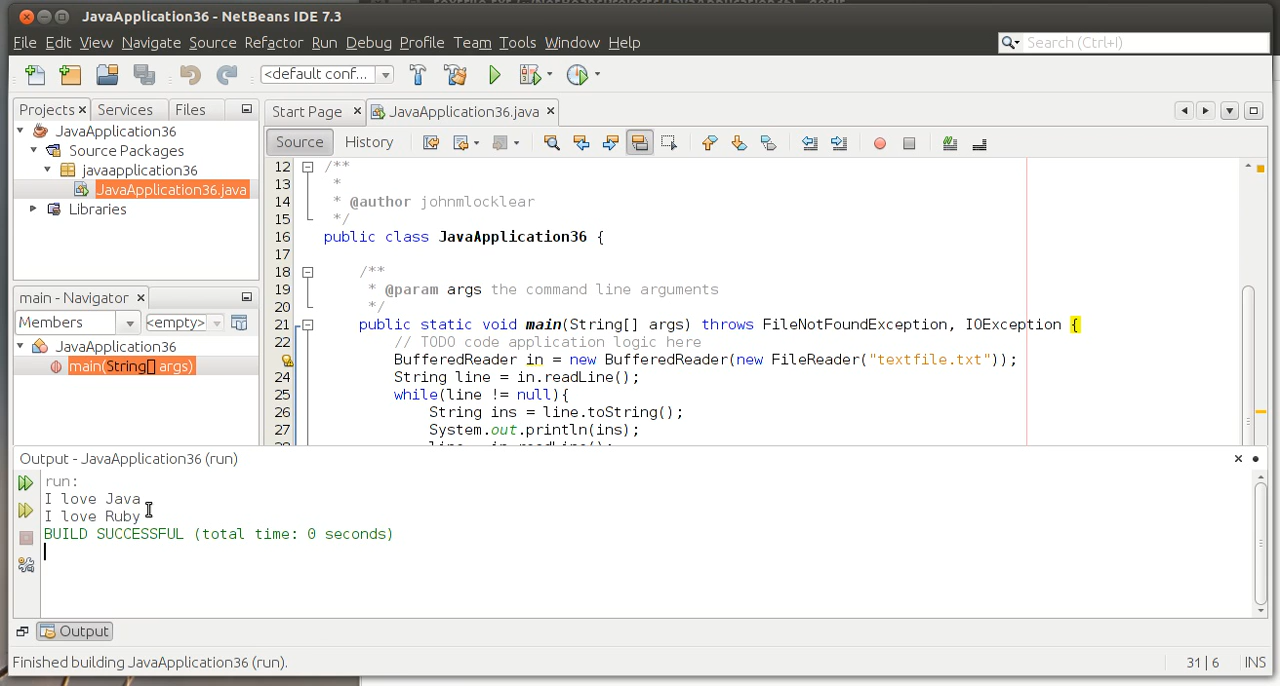 JavaApplication36 - NetBeans IDE 7.3
File Edit View Navigate Source Refactor Run Debug Profile Team Tools Window Help
Search (Ctrl+I)
<default conf...
Projects Services Files
Start Page JavaApplication36.java
JavaApplication36
Source Packages
javaapplication36
JavaApplication36.java
Libraries
Source History
main - Navigator
Members <empty>
JavaApplication36
main(String[] args)
12 /**
13 *
14 * @author johnmlocklear
15 */
16 public class JavaApplication36 {
17
18 /**
19 * @param args the command line arguments
20 */
21 public static void main(String[] args) throws FileNotFoundException, IOException {
22 // TODO code application logic here
BufferedReader in = new BufferedReader(new FileReader("textfile.txt"));
24 String line = in.readLine();
25 while(line != null){
26 String ins = line.toString();
27 System.out.println(ins);
Output - JavaApplication36 (run)
run:
I love Java
I love Ruby
BUILD SUCCESSFUL (total time: 0 seconds)
Output
Finished building JavaApplication36 (run).
31|6 INS